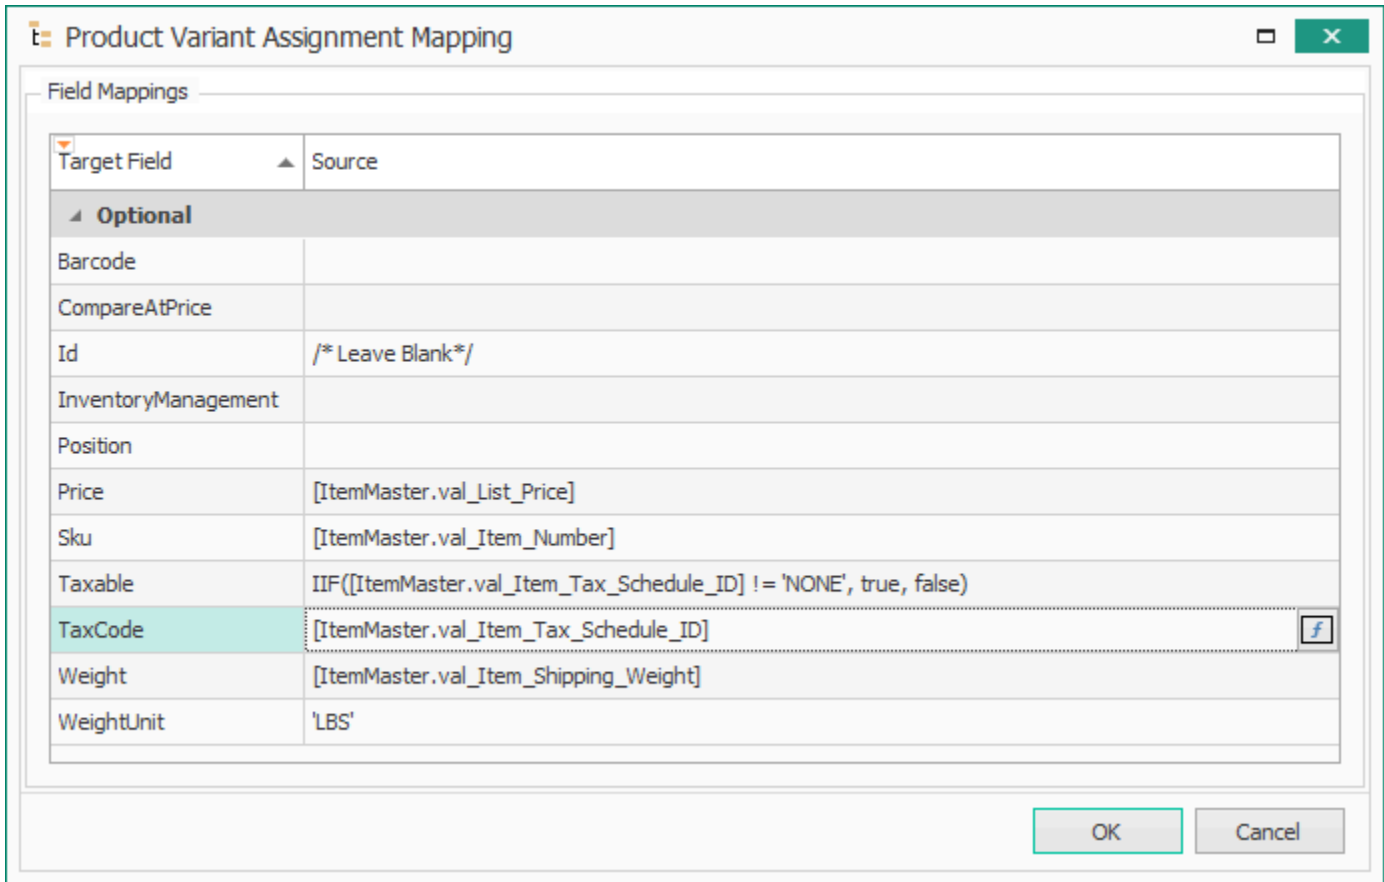 Product Variant Assignment Mapping
Field Mappings
Target Field Source
Optional
Barcode
CompareAtPrice
Id /* Leave Blank*/
InventoryManagement
Position
Price [ItemMaster.val_List_Price]
Sku [ItemMaster.val_Item_Number]
Taxable IIF([ItemMaster.val_Item_Tax_Schedule_ID] != 'NONE', true, false)
TaxCode [ItemMaster.val_Item_Tax_Schedule_ID] f
Weight [ItemMaster.val_Item_Shipping_Weight]
WeightUnit 'LBS'
OK Cancel